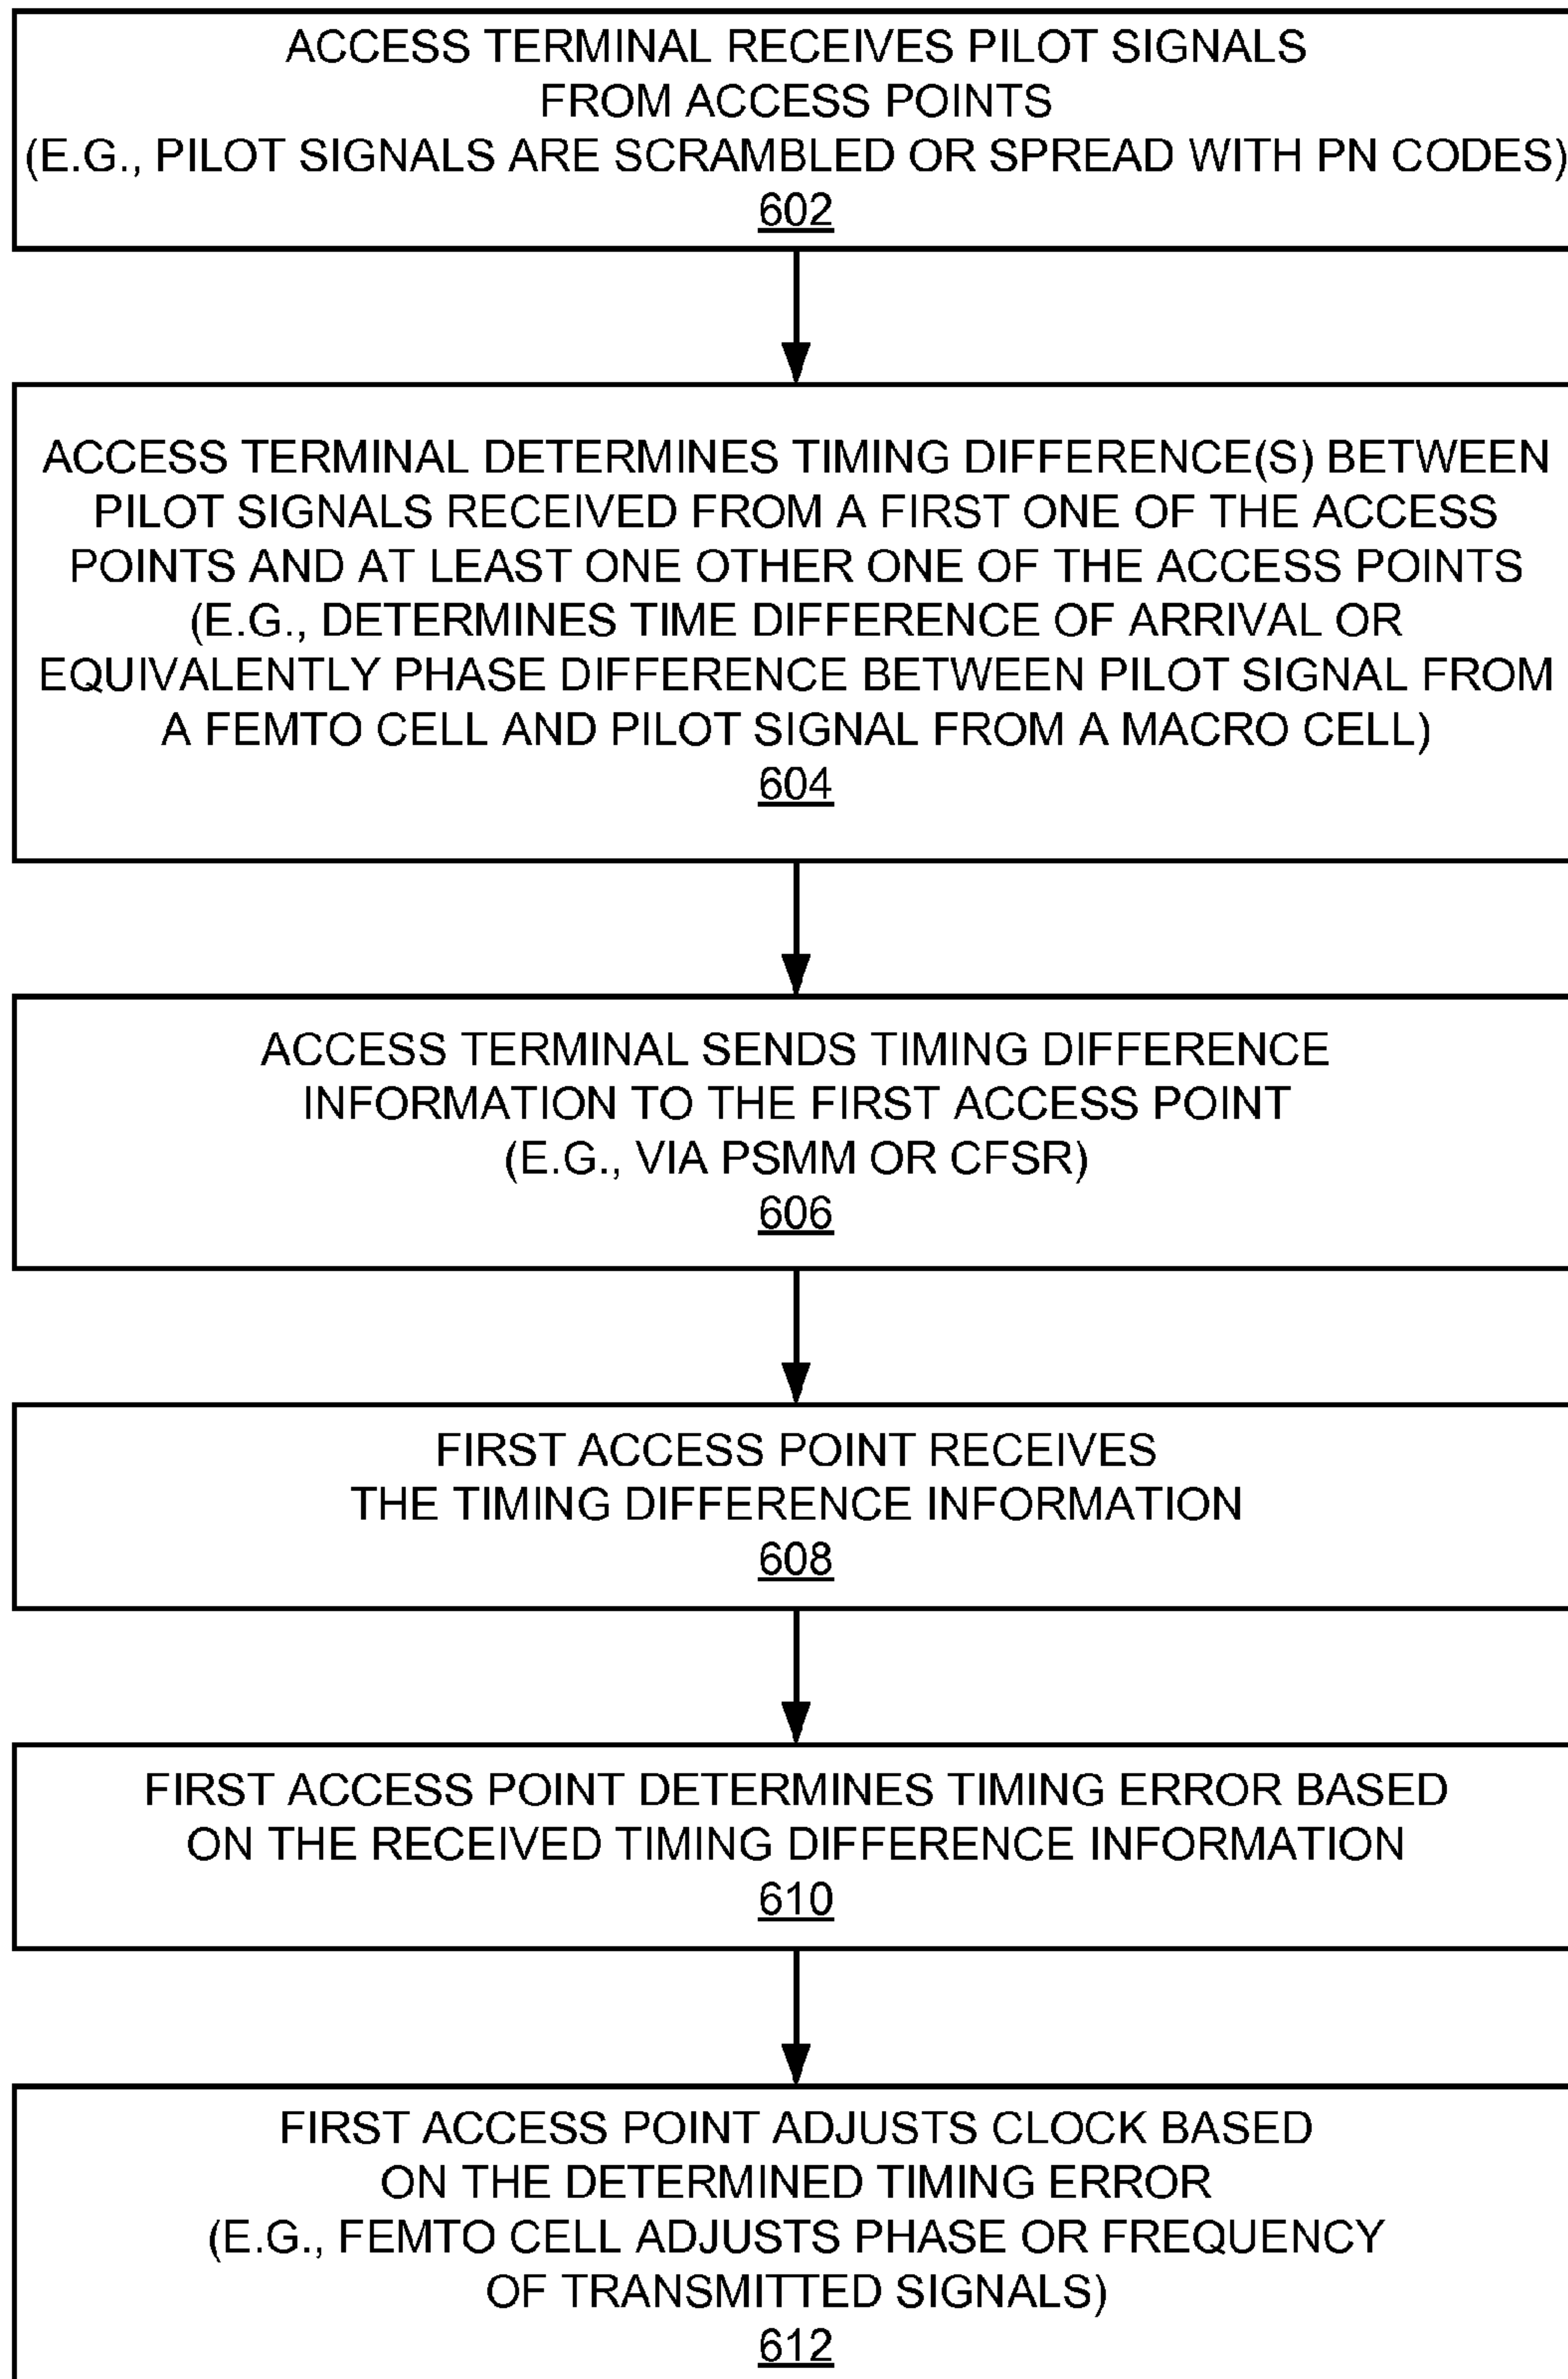 ACCESS TERMINAL RECEIVES PILOT SIGNALS
FROM ACCESS POINTS
(E.G., PILOT SIGNALS ARE SCRAMBLED OR SPREAD WITH PN CODES)
602
ACCESS TERMINAL DETERMINES TIMING DIFFERENCE(S) BETWEEN
PILOT SIGNALS RECEIVED FROM A FIRST ONE OF THE ACCESS
POINTS AND AT LEAST ONE OTHER ONE OF THE ACCESS POINTS
(E.G., DETERMINES TIME DIFFERENCE OF ARRIVAL OR
EQUIVALENTLY PHASE DIFFERENCE BETWEEN PILOT SIGNAL FROM
A FEMTO CELL AND PILOT SIGNAL FROM A MACRO CELL)
604
ACCESS TERMINAL SENDS TIMING DIFFERENCE
INFORMATION TO THE FIRST ACCESS POINT
(E.G., VIA PSMM OR CFSR)
606
FIRST ACCESS POINT RECEIVES
THE TIMING DIFFERENCE INFORMATION
608
FIRST ACCESS POINT DETERMINES TIMING ERROR BASED
ON THE RECEIVED TIMING DIFFERENCE INFORMATION
610
FIRST ACCESS POINT ADJUSTS CLOCK BASED
ON THE DETERMINED TIMING ERROR
(E.G., FEMTO CELL ADJUSTS PHASE OR FREQUENCY
OF TRANSMITTED SIGNALS)
612